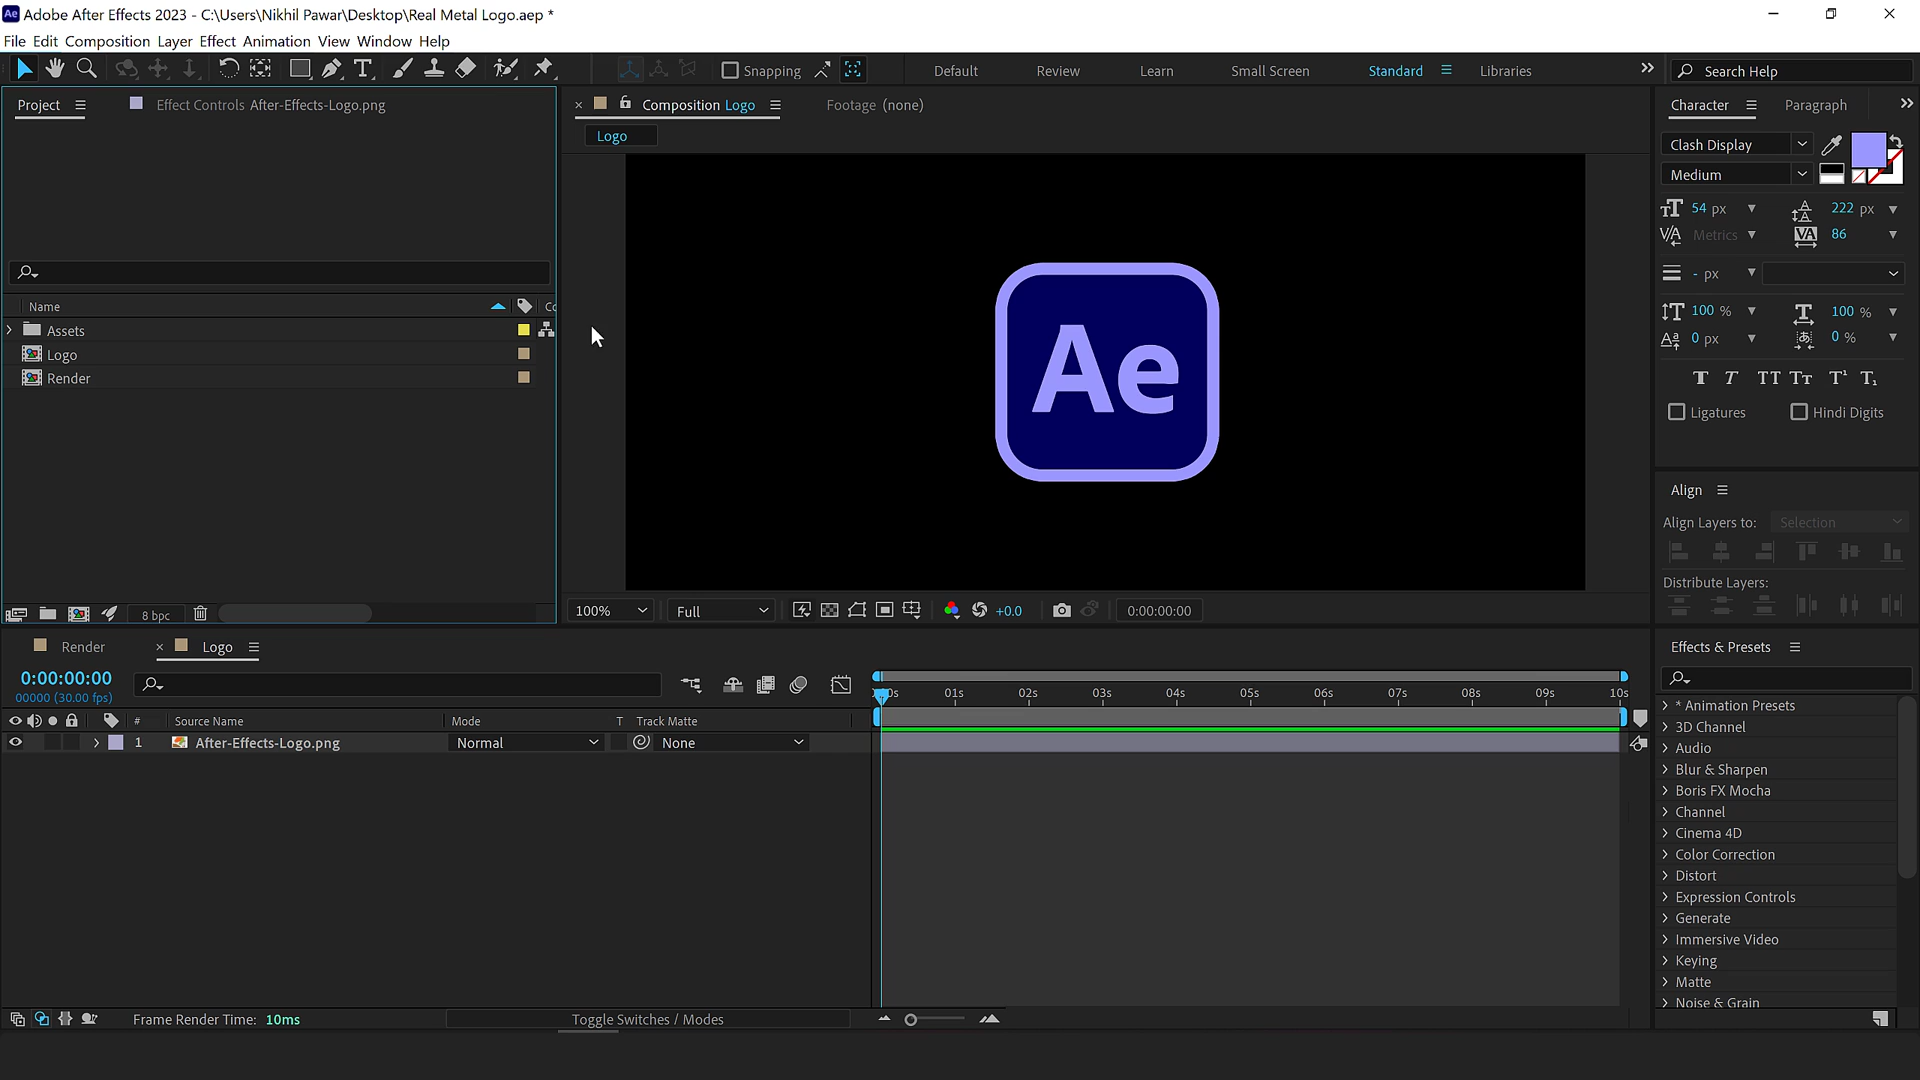 Adobe After Effects 2023 - C:\Users\Nikhil Pawar\Desktop\Real Metal Logo.aep *
File Edit Composition Layer Effect Animation View Window Help
Snapping
Default Review Learn Small Screen Standard Libraries
Search Help
Project Effect Controls After-Effects-Logo.png
Composition Logo Footage (none)
Logo
Name
Assets
Logo
Render
8 bpc
Ae
100% Full +0.0 0:00:00:00
Character Paragraph
Clash Display
Medium
54 px 222 px
Metrics 86
- px
100 % 100 %
0 px 0 %
Ligatures Hindi Digits
Align
Align Layers to: Selection
Distribute Layers:
Render Logo
0:00:00:00
00000 (30.00 fps)
0s 01s 02s 03s 04s 05s 06s 07s 08s 09s 10s
# Source Name Mode T Track Matte
1 After-Effects-Logo.png Normal None
Frame Render Time: 10ms Toggle Switches / Modes
Effects & Presets
* Animation Presets
3D Channel
Audio
Blur & Sharpen
Boris FX Mocha
Channel
Cinema 4D
Color Correction
Distort
Expression Controls
Generate
Immersive Video
Keying
Matte
Noise & Grain